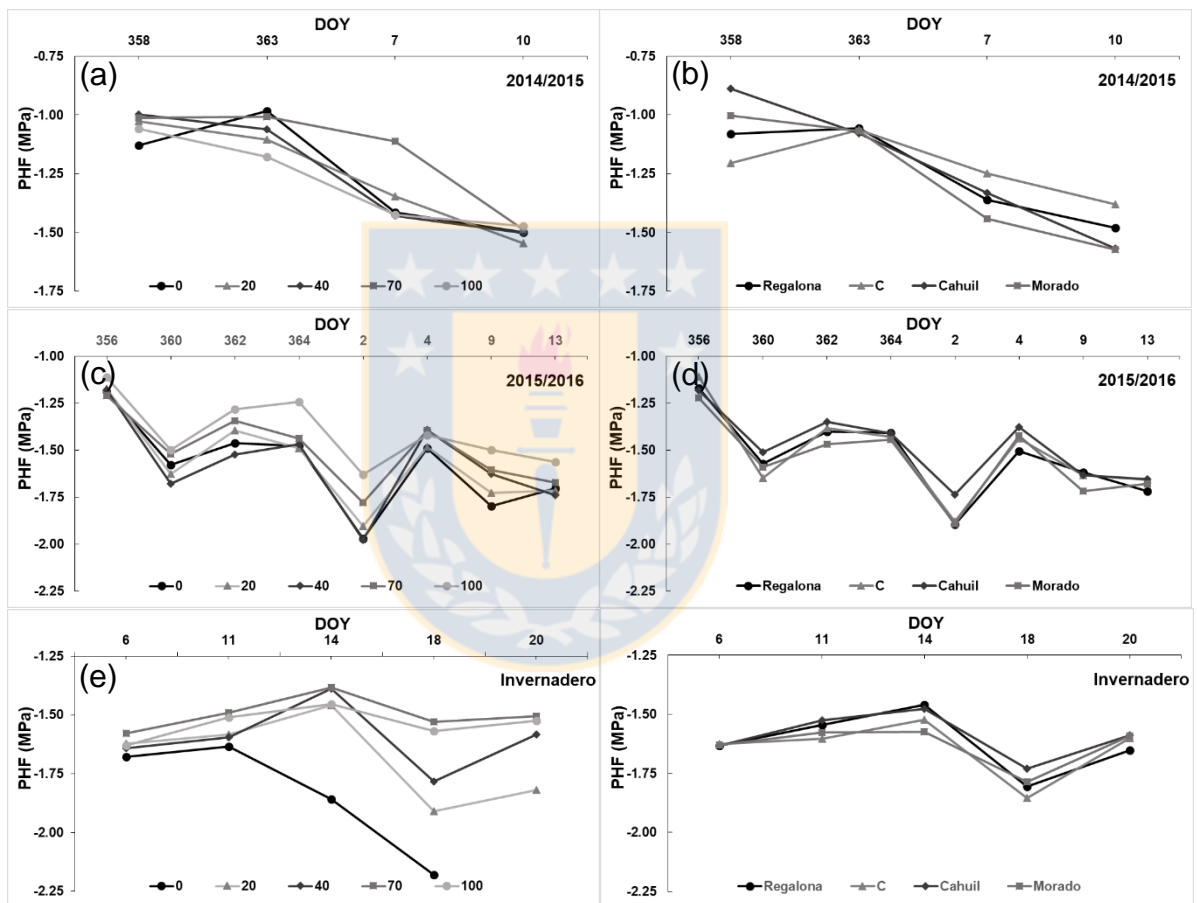 DOY
358 363 7 10
-0.75
(a)
2014/2015
-1.00
-1.25
-1.50
-1.75
PHF (MPa)
0 20 40 70 100
DOY
358 363 7 10
-0.75
(b)
2014/2015
-1.00
-1.25
-1.50
-1.75
PHF (MPa)
Regalona C Cahuil Morado
DOY
356 360 362 364 2 4 9 13
-1.00
(c)
2015/2016
-1.25
-1.50
-1.75
-2.00
-2.25
PHF (MPa)
0 20 40 70 100
DOY
356 360 362 364 2 4 9 13
-1.00
(d)
2015/2016
-1.25
-1.50
-1.75
-2.00
-2.25
PHF (MPa)
Regalona C Cahuil Morado
DOY
6 11 14 18 20
-1.25
(e)
Invernadero
-1.50
-1.75
-2.00
-2.25
PHF (MPa)
0 20 40 70 100
DOY
6 11 14 18 20
-1.25
Invernadero
-1.50
-1.75
-2.00
-2.25
PHF (MPa)
Regalona C Cahuil Morado